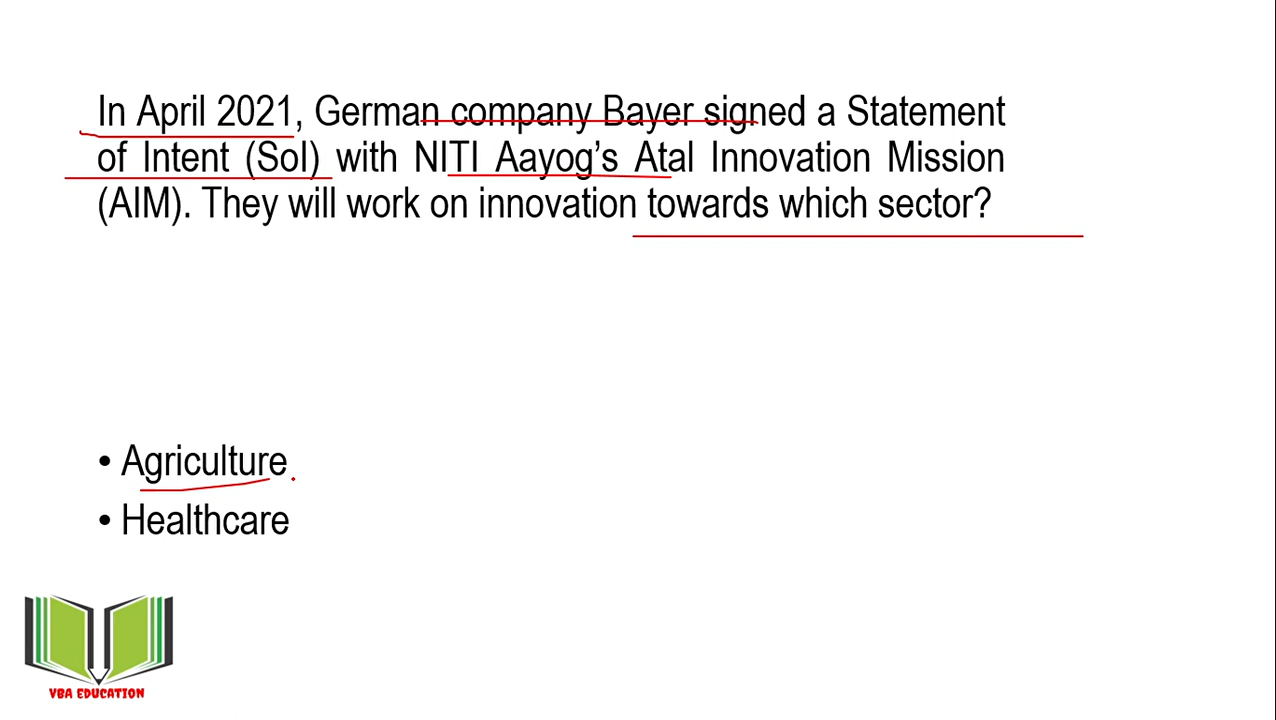 In April 2021, German company Bayer signed a Statement
of Intent (SoI) with NITI Aayog’s Atal Innovation Mission
(AIM). They will work on innovation towards which sector?
• Agriculture
• Healthcare
VBA EDUCATION